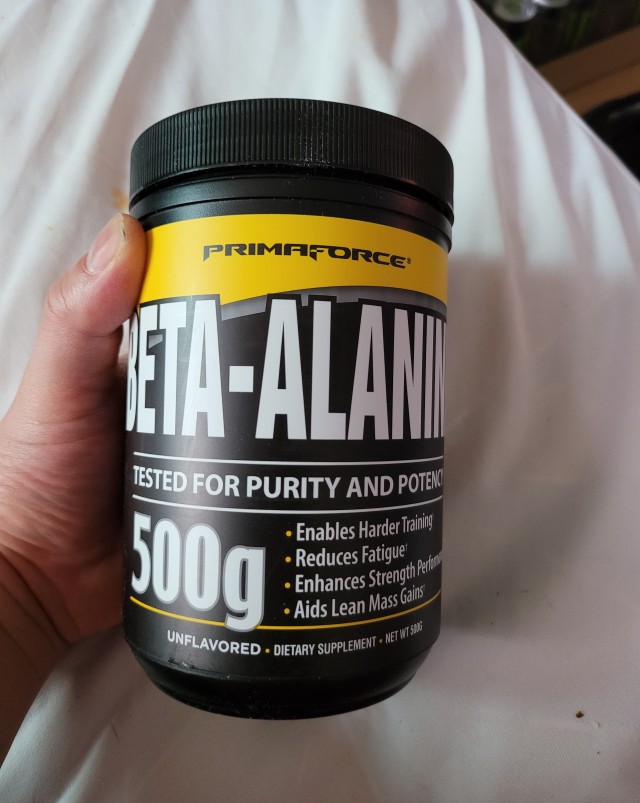 PRIMAFORCE®
BETA-ALANIN
TESTED FOR PURITY AND POTENCY
500g
• Enables Harder Training†
• Reduces Fatigue†
• Enhances Strength Perform
• Aids Lean Mass Gains†
UNFLAVORED • DIETARY SUPPLEMENT • NET WT 500G